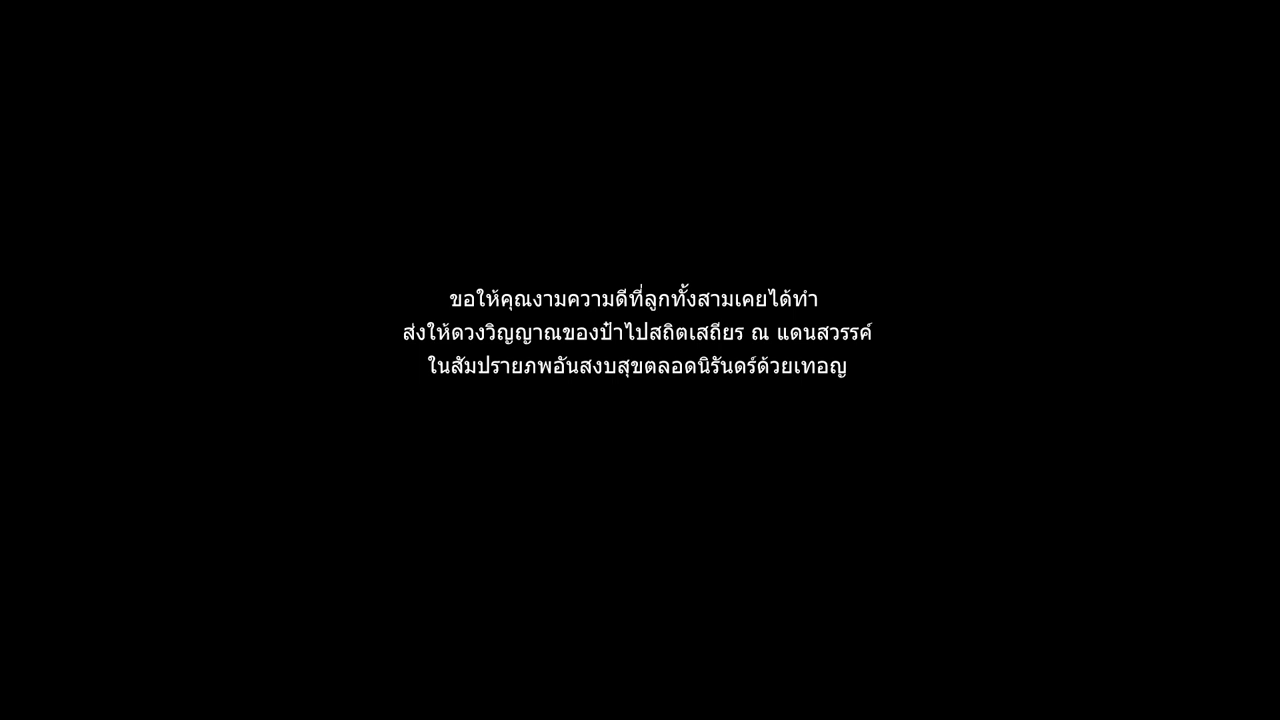 ขอให้คุณงามความดีที่ลูกทั้งสามเคยได้ทำ
ส่งให้ดวงวิญญาณของป๋าไปสถิตเสถียร ณ แดนสวรรค์
ในสัมปรายภพอันสงบสุขตลอดนิรันดร์ด้วยเทอญ